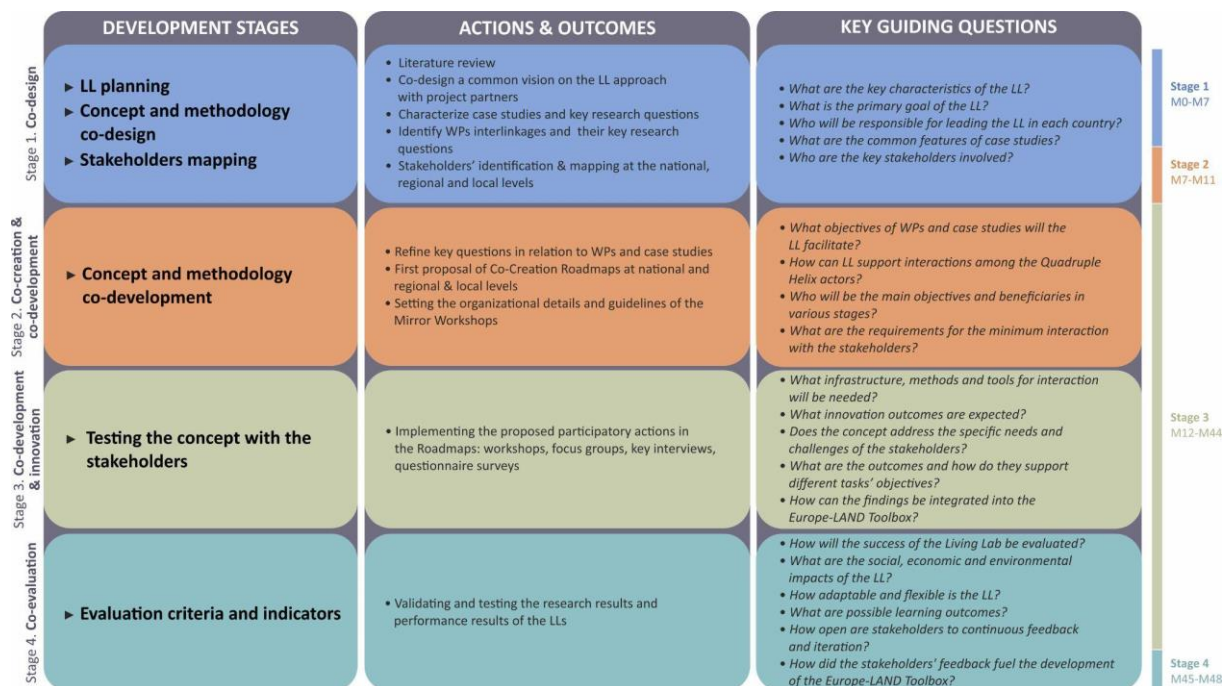 DEVELOPMENT STAGES
ACTIONS & OUTCOMES
KEY GUIDING QUESTIONS
Stage 1. Co-design
► LL planning
► Concept and methodology
co-design
► Stakeholders mapping
• Literature review
• Co-design a common vision on the LL approach
with project partners
• Characterize case studies and key research questions
• Identify WPs interlinkages and their key research
questions
• Stakeholders' identification & mapping at the national,
regional and local levels
• What are the key characteristics of the LL?
• What is the primary goal of the LL?
• Who will be responsible for leading the LL in each country?
• What are the common features of case studies?
• Who are the key stakeholders involved?
Stage 2. Co-creation &
co-development
► Concept and methodology
co-development
• Refine key questions in relation to WPs and case studies
• First proposal of Co-Creation Roadmaps at national and
regional & local levels
• Setting the organizational details and guidelines of the
Mirror Workshops
• What objectives of WPs and case studies will the
LL facilitate?
• How can LL support interactions among the Quadruple
Helix actors?
• Who will be the main objectives and beneficiaries in
various stages?
• What are the requirements for the minimum interaction
with the stakeholders?
Stage 3. Co-development
& innovation
► Testing the concept with the
stakeholders
• Implementing the proposed participatory actions in
the Roadmaps: workshops, focus groups, key interviews,
questionnaire surveys
• What infrastructure, methods and tools for interaction
will be needed?
• What innovation outcomes are expected?
• Does the concept address the specific needs and
challenges of the stakeholders?
• What are the outcomes and how do they support
different tasks' objectives?
• How can the findings be integrated into the
Europe-LAND Toolbox?
Stage 4. Co-evaluation
► Evaluation criteria and indicators
• Validating and testing the research results and
performance results of the LLs
• How will the success of the Living Lab be evaluated?
• What are the social, economic and environmental
impacts of the LL?
• How adaptable and flexible is the LL?
• What are possible learning outcomes?
• How open are stakeholders to continuous feedback
and iteration?
• How did the stakeholders' feedback fuel the development
of the Europe-LAND Toolbox?
Stage 1
M0-M7
Stage 2
M7-M11
Stage 3
M12-M44
Stage 4
M45-M48